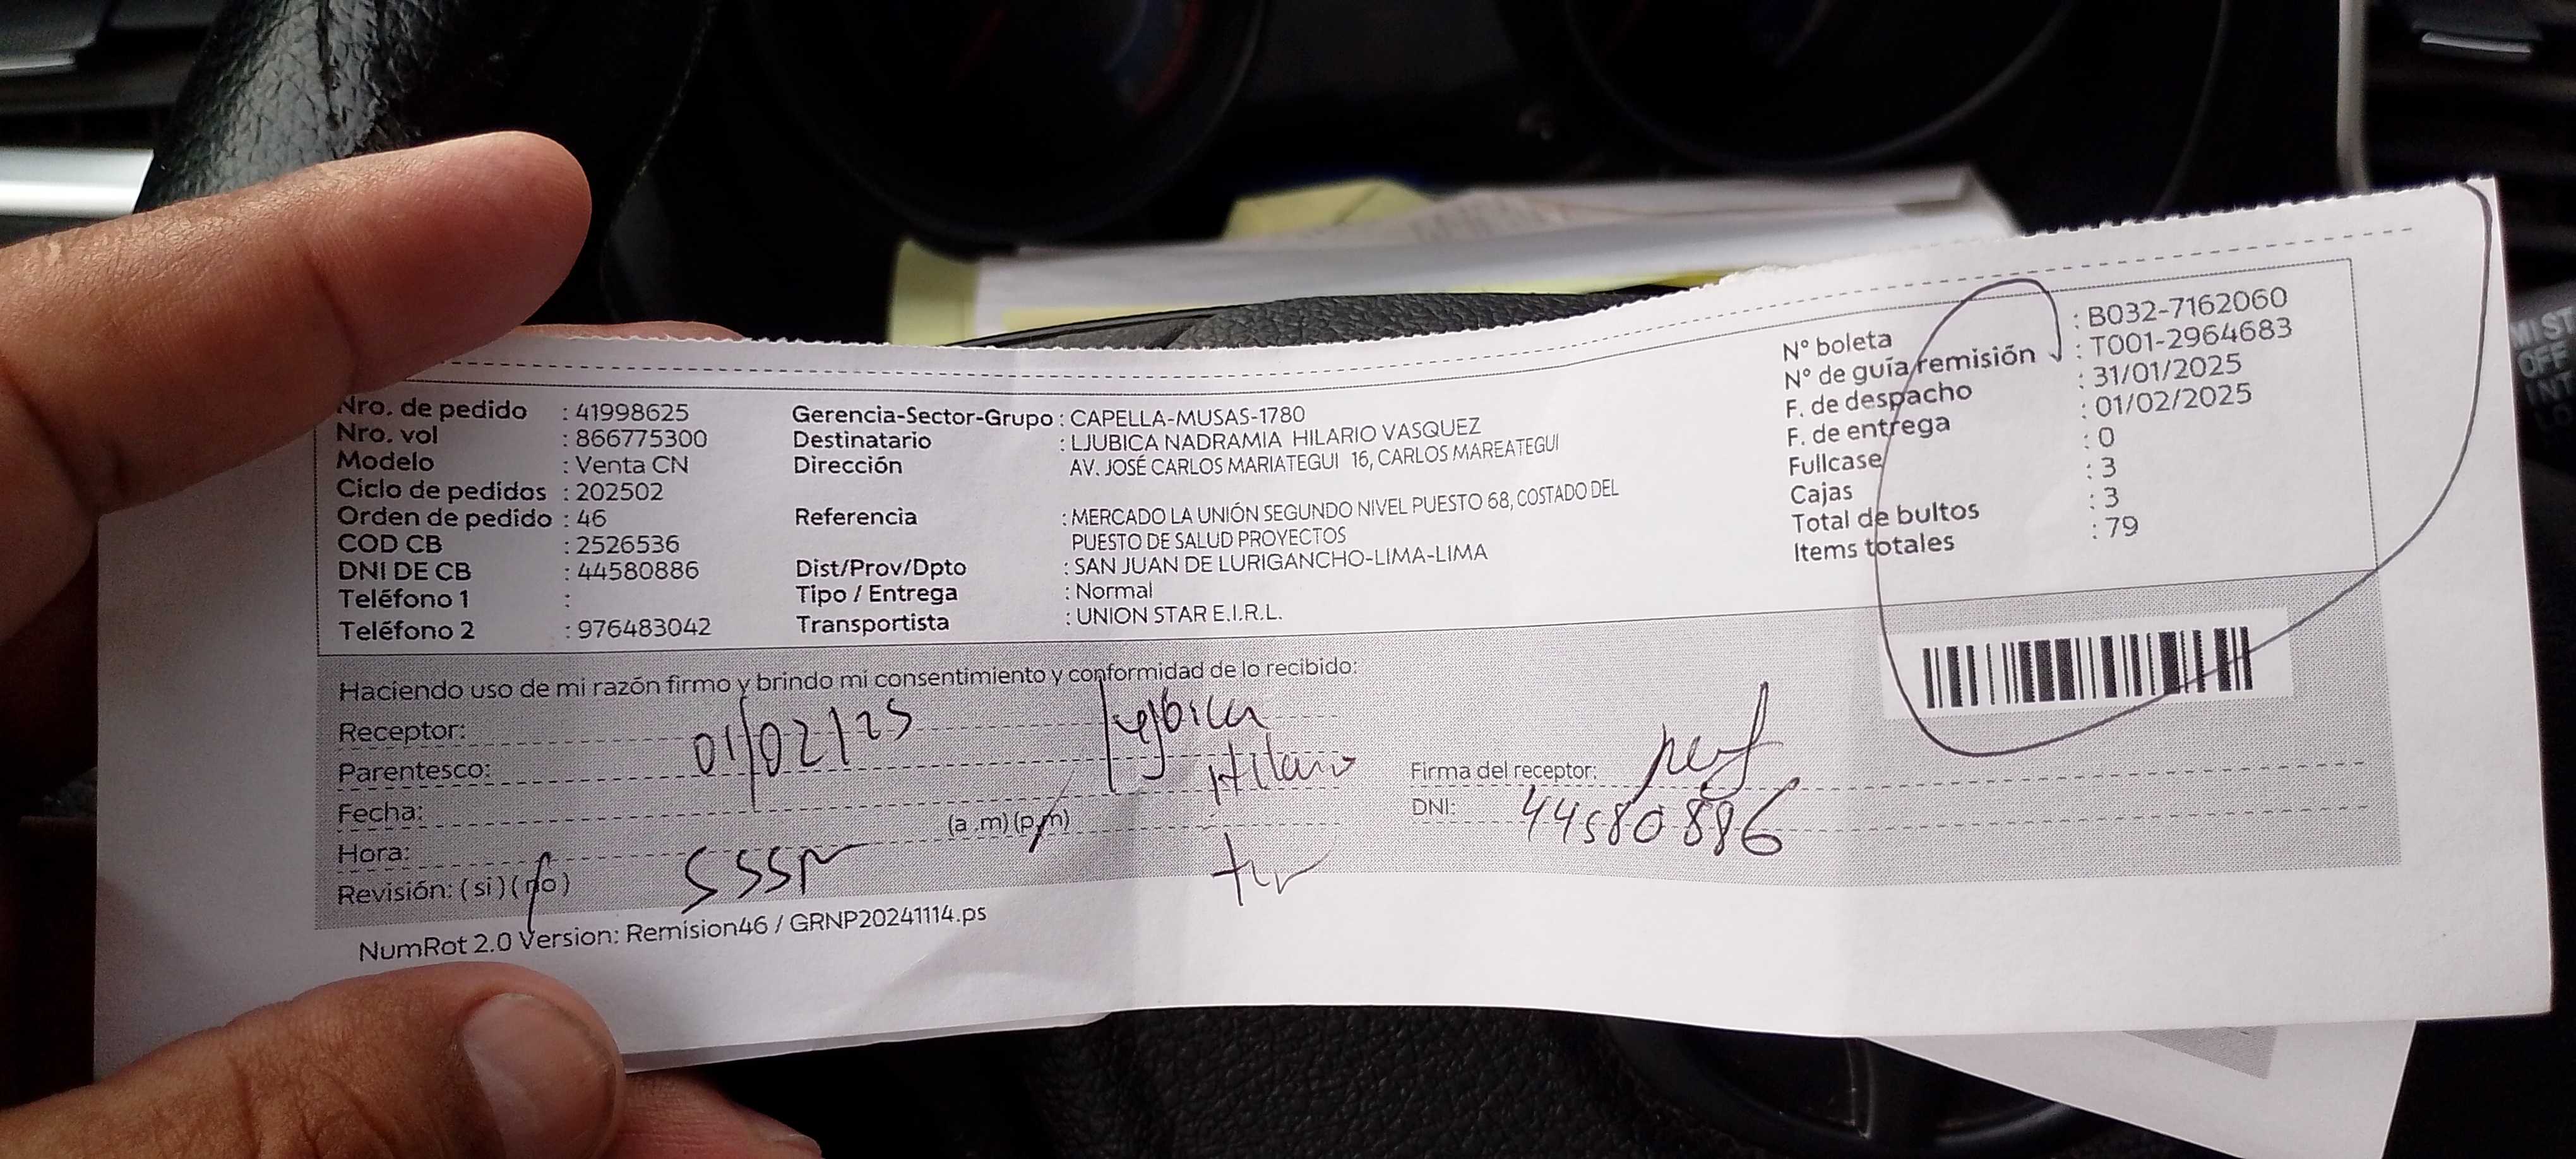 Nro. de pedido : 41998625
Nro. vol : 866775300
Modelo : Venta CN
Ciclo de pedidos : 202502
Orden de pedido : 46
COD CB : 2526536
DNI DE CB : 44580886
Teléfono 1 :
Teléfono 2 : 976483042
Gerencia-Sector-Grupo : CAPELLA-MUSAS-1780
Destinatario : LJUBICA NADRAMIA HILARIO VASQUEZ
Dirección AV. JOSÉ CARLOS MARIATEGUI 16, CARLOS MAREATEGUI
Referencia : MERCADO LA UNIÓN SEGUNDO NIVEL PUESTO 68, COSTADO DEL
PUESTO DE SALUD PROYECTOS
Dist/Prov/Dpto : SAN JUAN DE LURIGANCHO-LIMA-LIMA
Tipo / Entrega : Normal
Transportista : UNION STAR E.I.R.L.
N° boleta : B032-7162060
N° de guía remisión : T001-2964683
F. de despacho : 31/01/2025
F. de entrega : 01/02/2025
Fullcase : 0
Cajas : 3
Total de bultos : 3
Items totales : 79
Haciendo uso de mi razón firmo y brindo mi consentimiento y conformidad de lo recibido:
Receptor:
Parentesco: 01/02/25
Hilario
Fecha:
Hora: (a .m) (p.m)
Revisión: ( si ) ( no )
Firma del receptor:
DNI: 44580886
NumRot 2.0 Version: Remision46 / GRNP20241114.ps
OFF